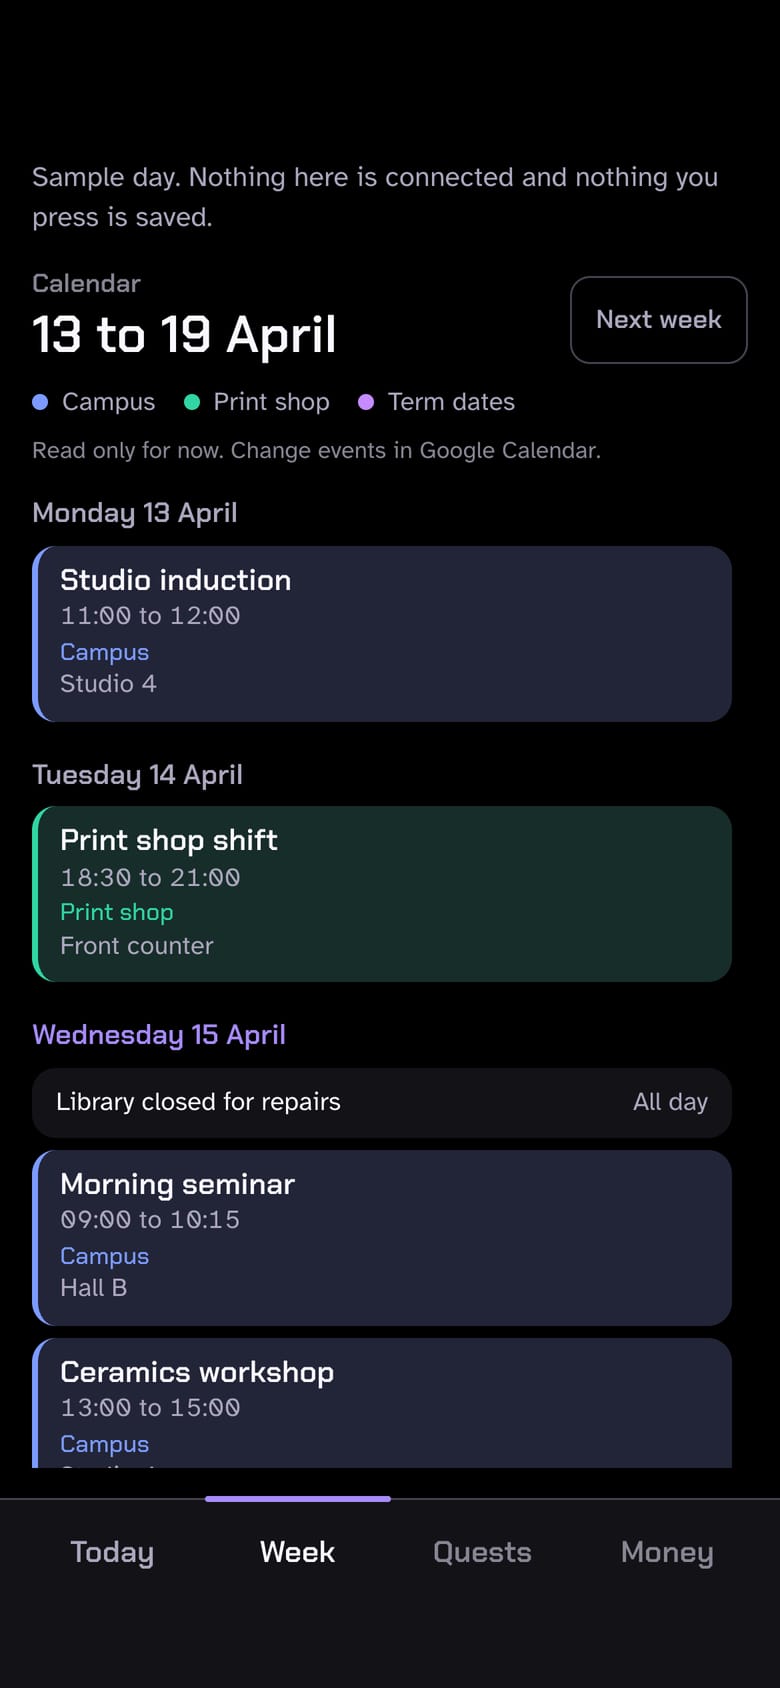 Sample day. Nothing here is connected and nothing you
press is saved.
Calendar
13 to 19 April
Next week
Campus
Print shop
Term dates
Read only for now. Change events in Google Calendar.
Monday 13 April
Studio induction
11:00 to 12:00
Campus
Studio 4
Tuesday 14 April
Print shop shift
18:30 to 21:00
Print shop
Front counter
Wednesday 15 April
Library closed for repairs
All day
Morning seminar
09:00 to 10:15
Campus
Hall B
Ceramics workshop
13:00 to 15:00
Campus
Today
Week
Quests
Money